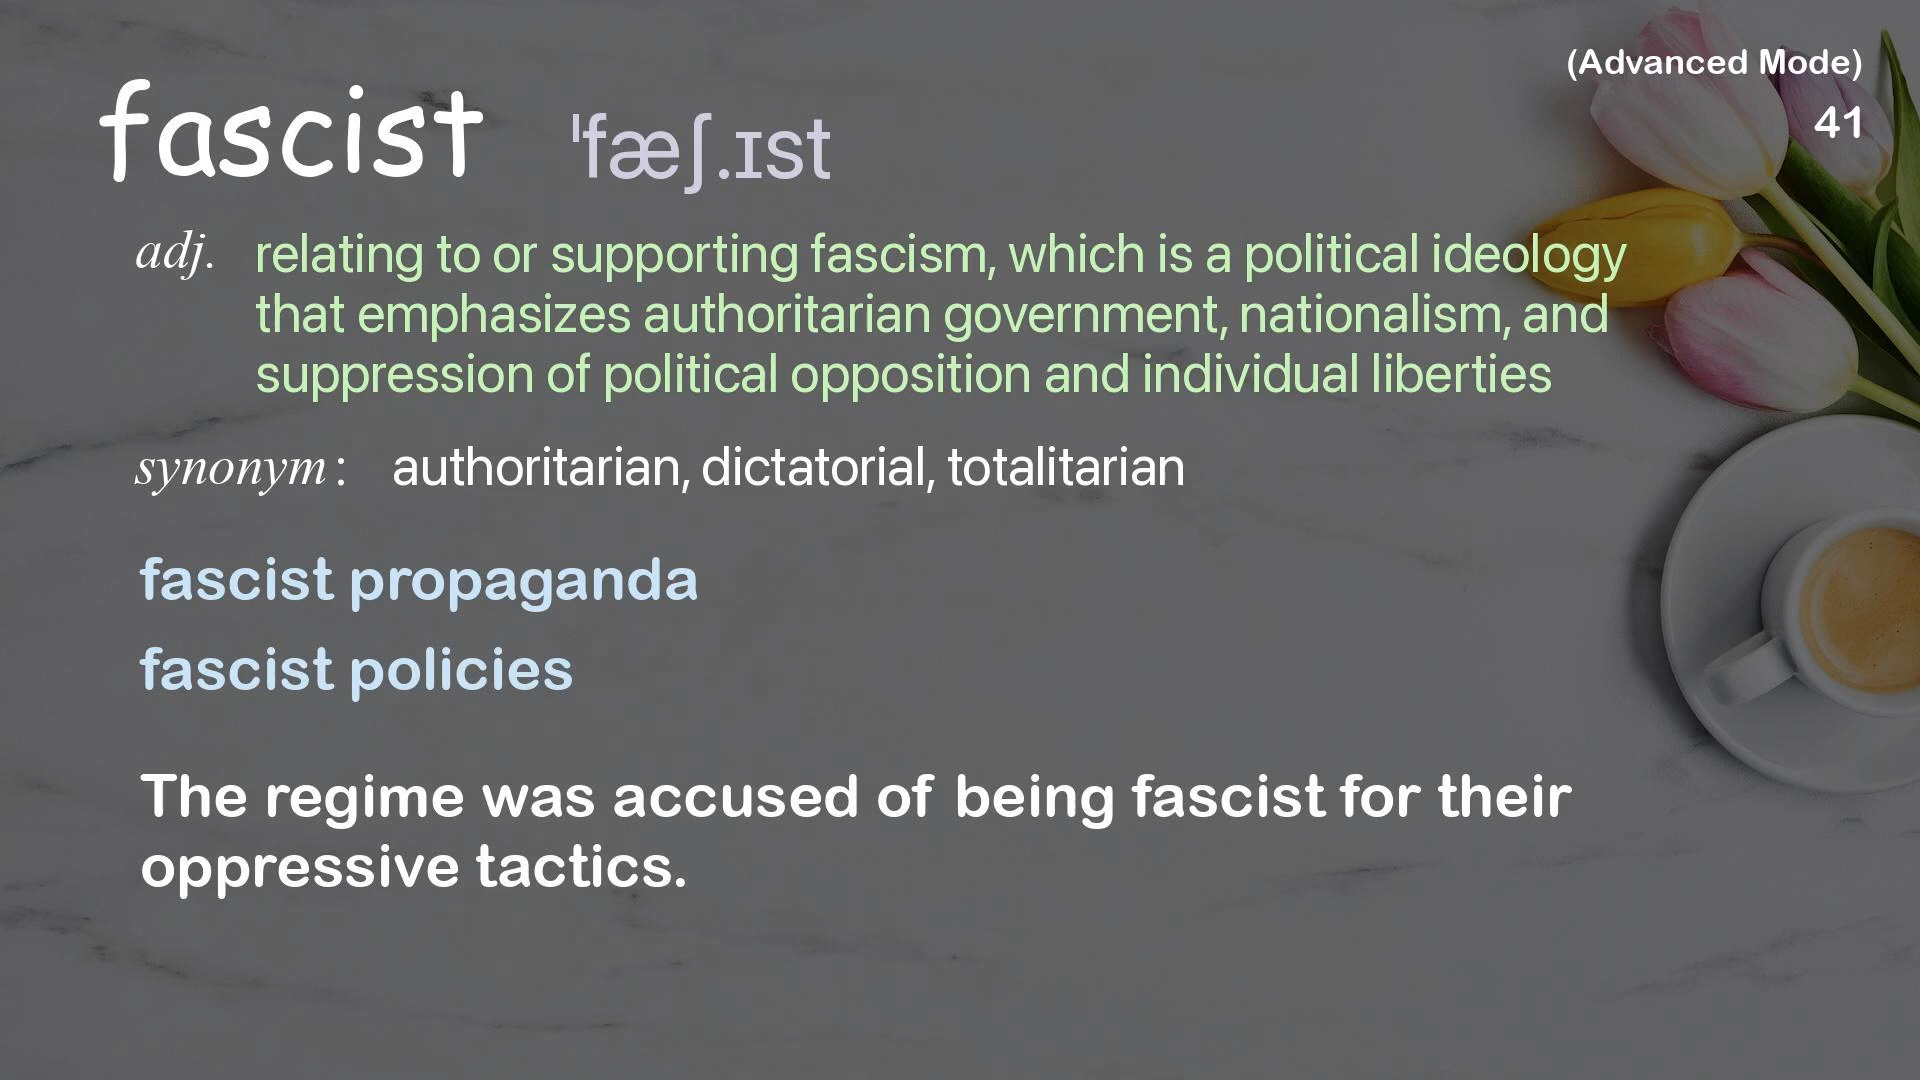 (Advanced Mode)
41
fascist ˈfæʃ.ɪst
adj. relating to or supporting fascism, which is a political ideology
that emphasizes authoritarian government, nationalism, and
suppression of political opposition and individual liberties
synonym: authoritarian, dictatorial, totalitarian
fascist propaganda
fascist policies
The regime was accused of being fascist for their
oppressive tactics.